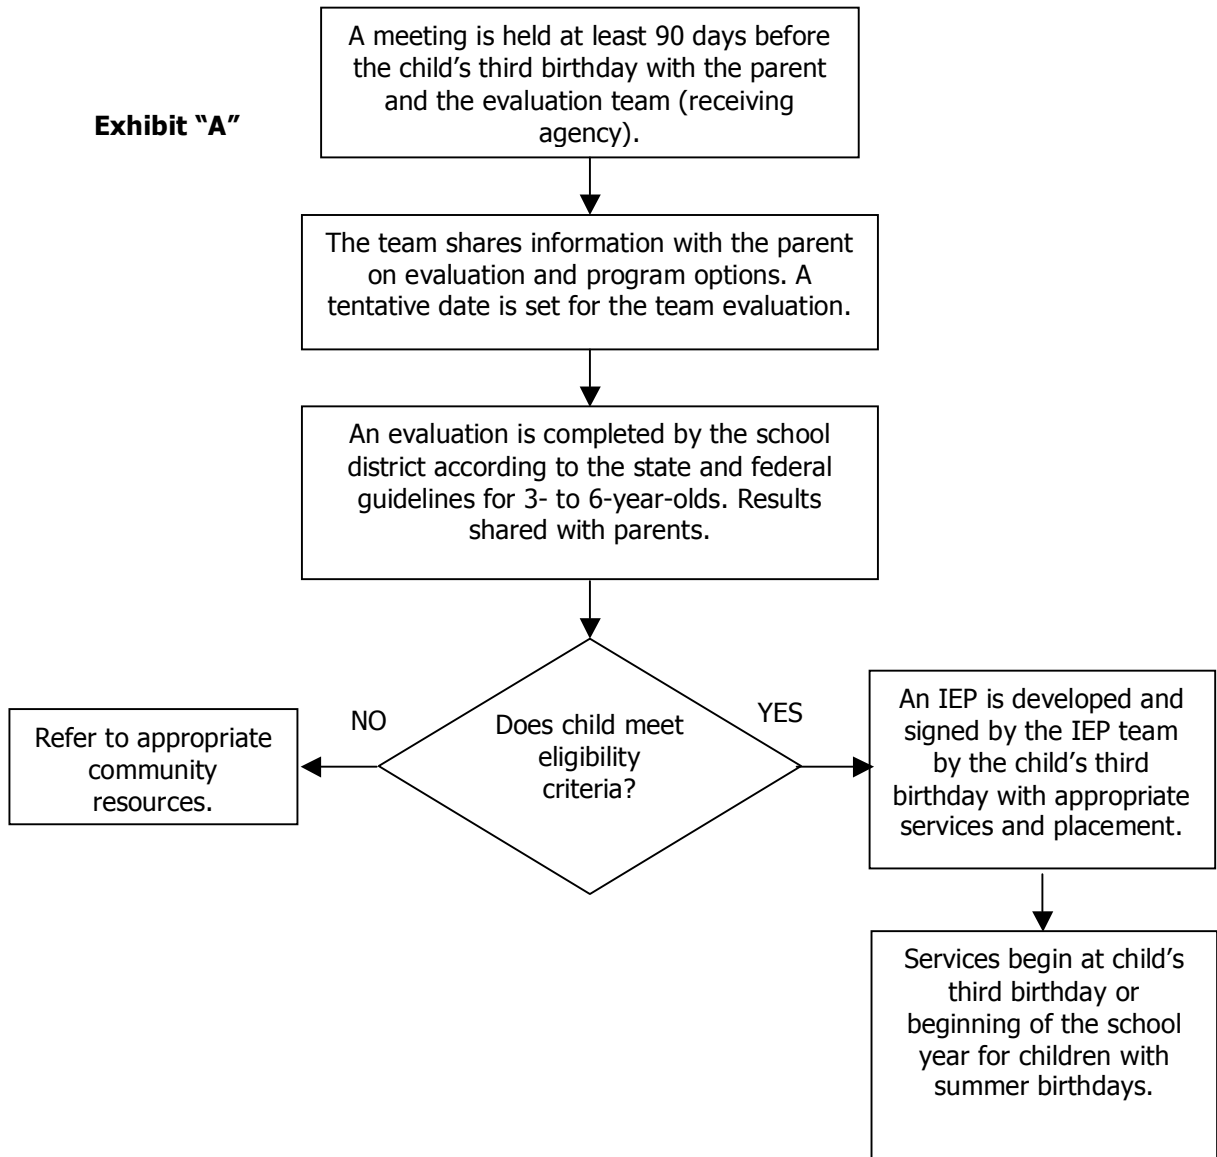 A meeting is held at least 90 days before
the child’s third birthday with the parent
and the evaluation team (receiving
agency).
Exhibit “A”
The team shares information with the parent
on evaluation and program options. A
tentative date is set for the team evaluation.
An evaluation is completed by the school
district according to the state and federal
guidelines for 3- to 6-year-olds. Results
shared with parents.
NO
Does child meet
eligibility
criteria?
YES
Refer to appropriate
community
resources.
An IEP is developed and
signed by the IEP team
by the child’s third
birthday with appropriate
services and placement.
Services begin at child’s
third birthday or
beginning of the school
year for children with
summer birthdays.